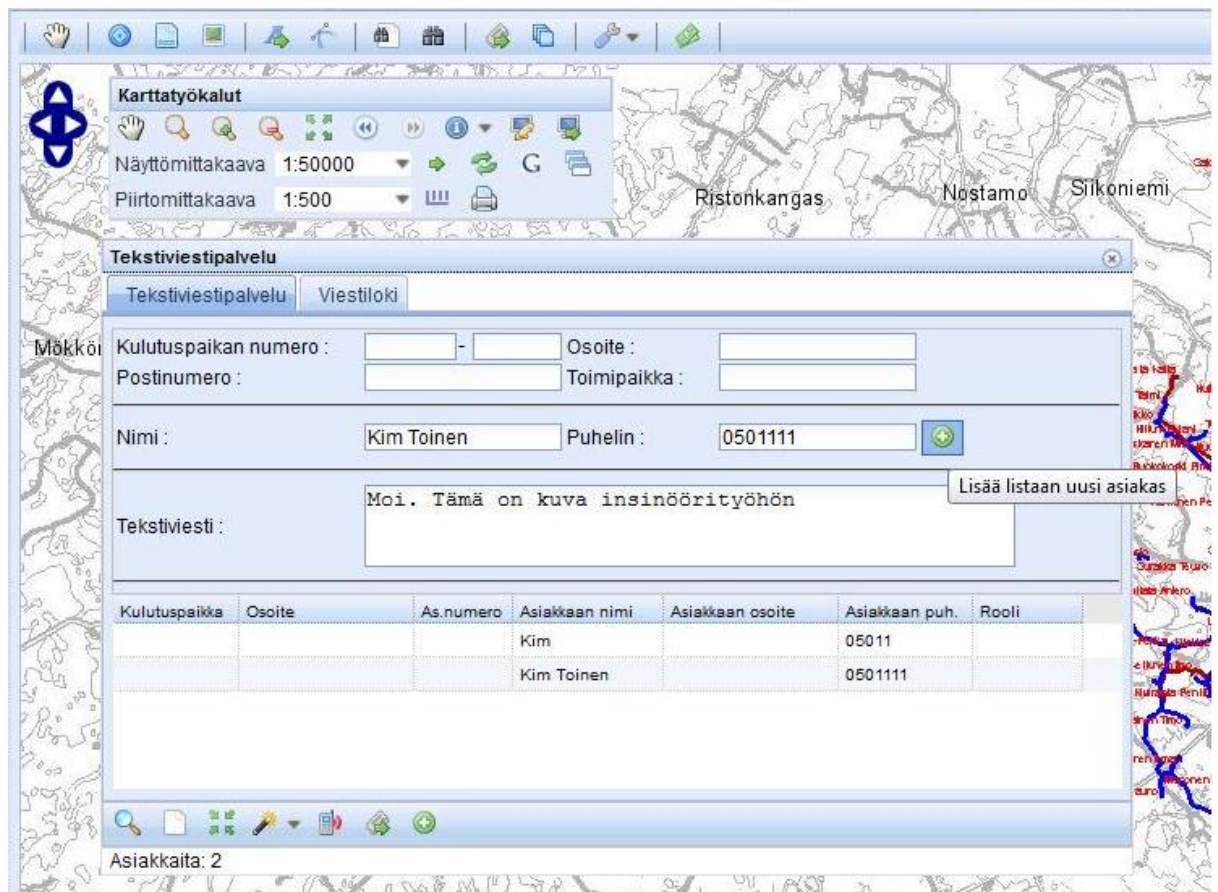 Karttatyökalut
Näyttömittakaava 1:50000 G
Piirtomittakaava 1:500
Ristonkangas
Nostamo
Siikoniemi
Tekstiviestipalvelu
Tekstiviestipalvelu Viestiloki
Kulutuspaikan numero : - Osoite :
Postinumero : Toimipaikka :
Nimi : Kim Toinen Puhelin : 0501111
Lisää listaan uusi asiakas
Moi. Tämä on kuva insinöörityöhön
Tekstiviesti :
Kulutuspaikka Osoite As.numero Asiakkaan nimi Asiakkaan osoite Asiakkaan puh. Rooli
Kim 05011
Kim Toinen 0501111
Asiakkaita: 2